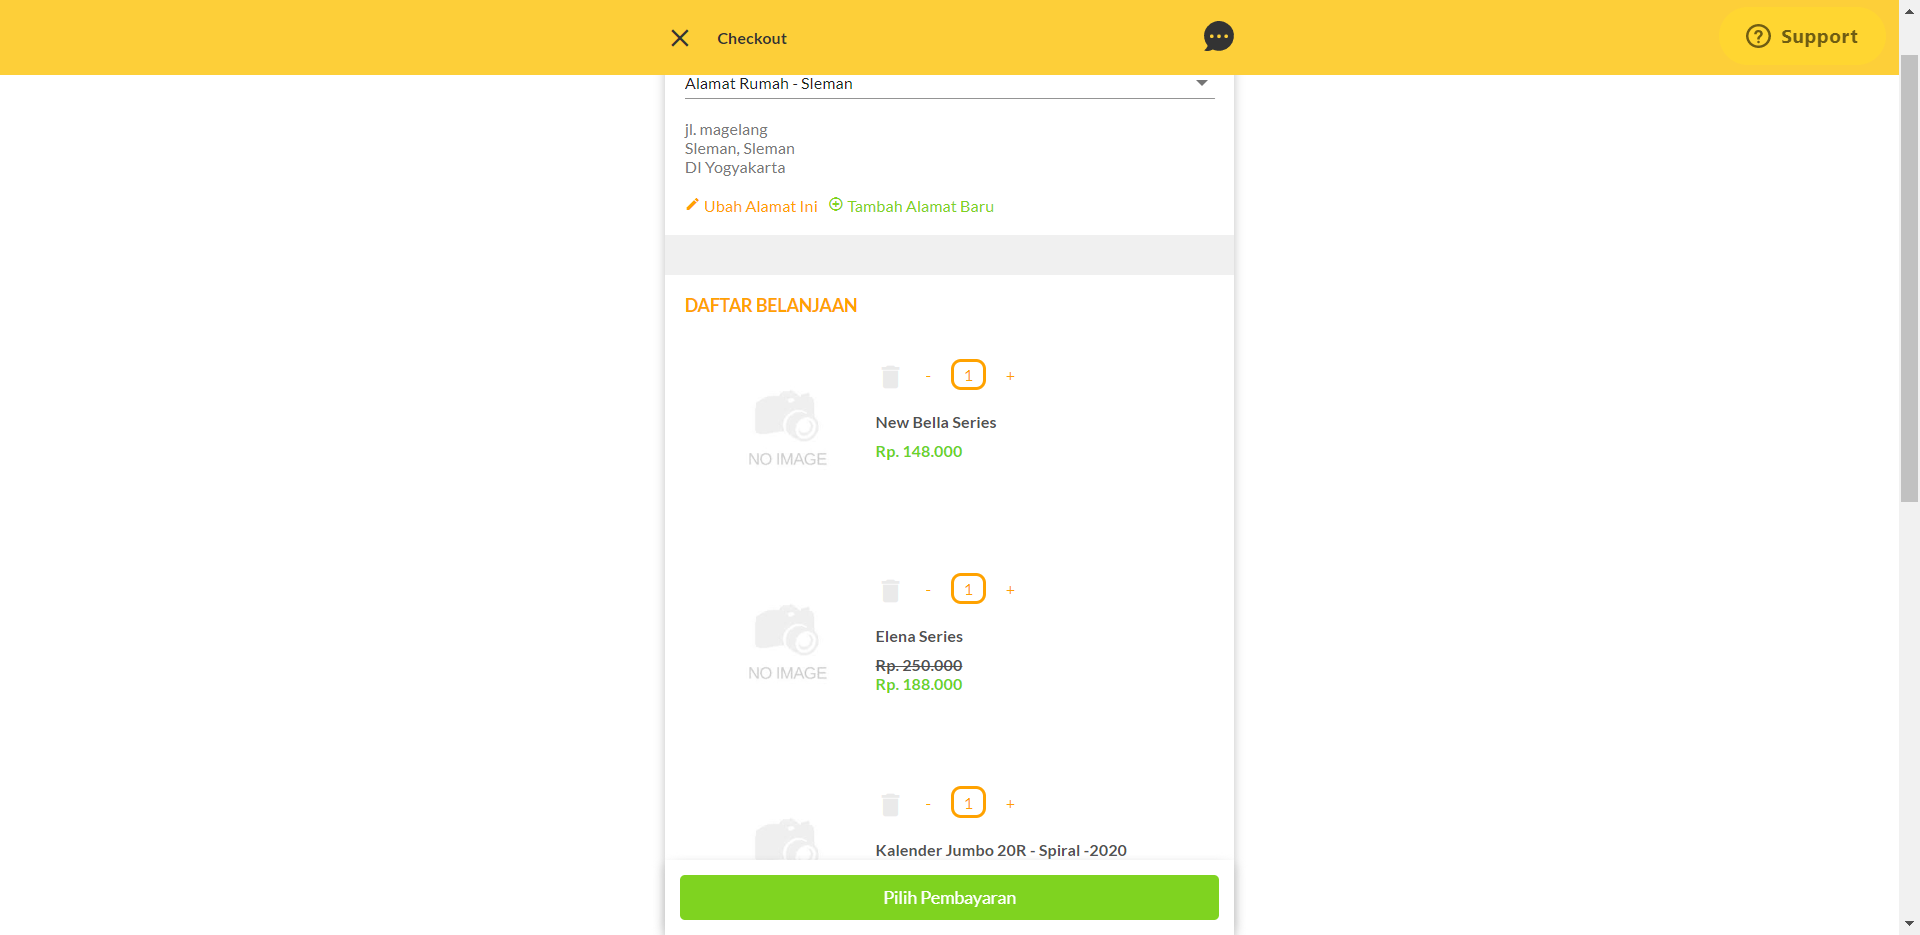 Checkout
Support
Alamat Rumah - Sleman
jl. magelang
Sleman, Sleman
DI Yogyakarta
Ubah Alamat Ini
Tambah Alamat Baru
DAFTAR BELANJAAN
- 1 +
NO IMAGE
New Bella Series
Rp. 148.000
- 1 +
NO IMAGE
Elena Series
Rp. 250.000
Rp. 188.000
- 1 +
Kalender Jumbo 20R - Spiral -2020
Pilih Pembayaran